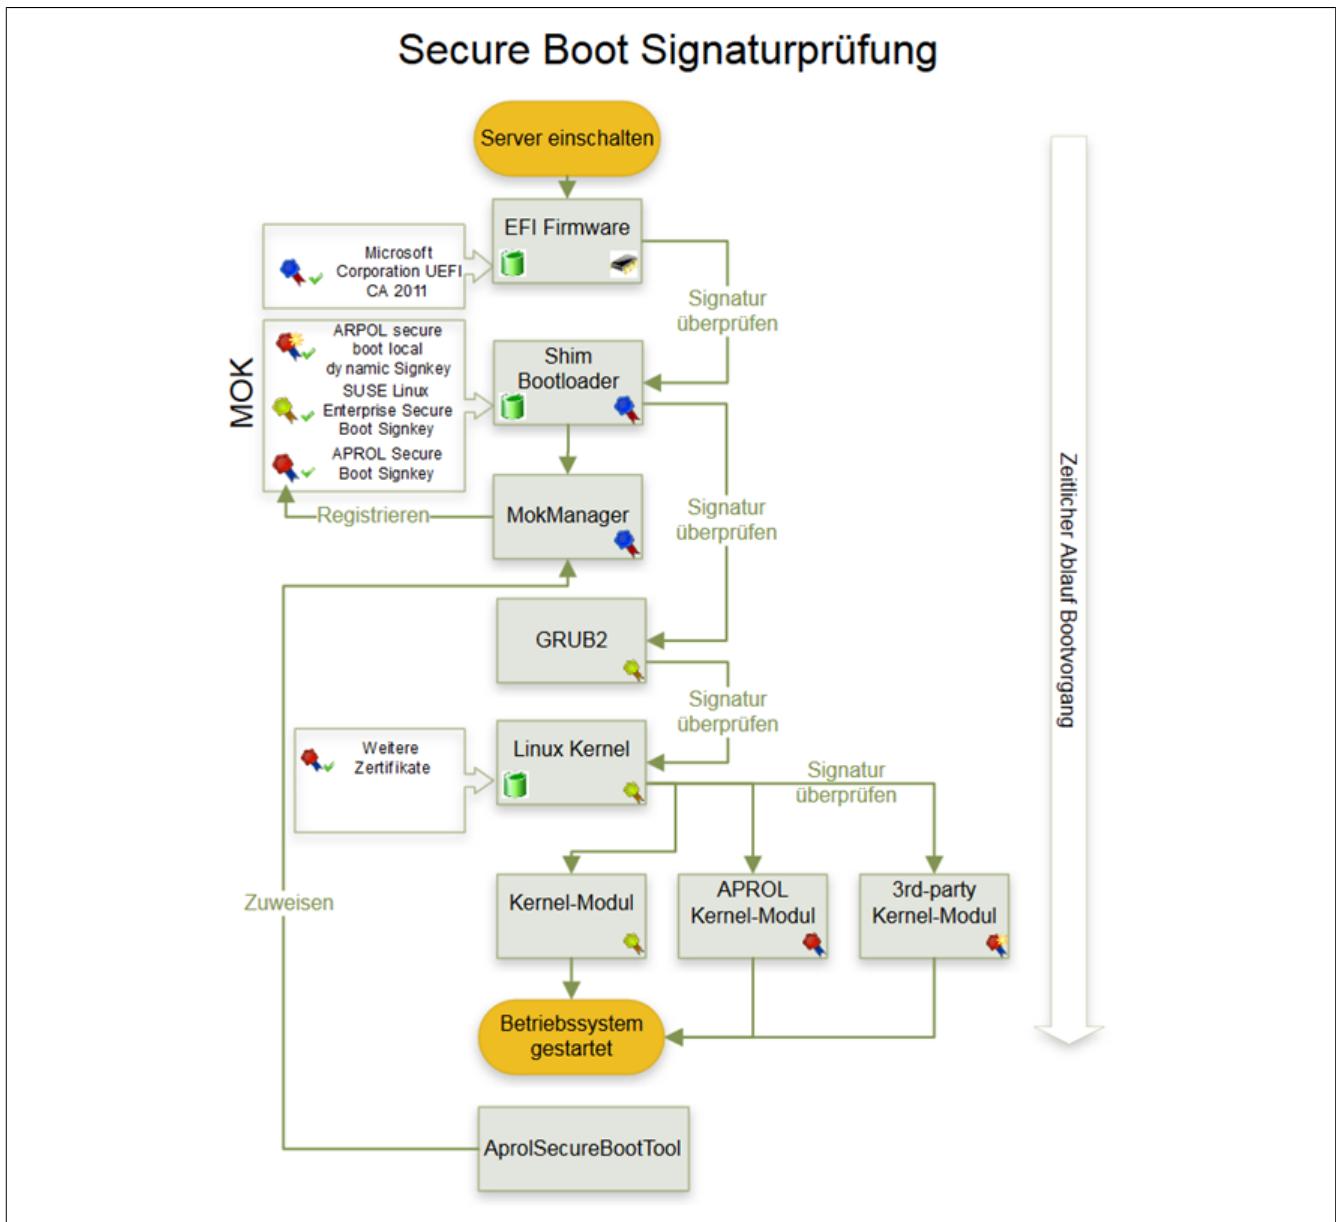 Secure Boot Signaturprüfung
Server einschalten
EFI Firmware
Microsoft
Corporation UEFI
CA 2011
Signatur
überprüfen
MOK
ARPOL secure
boot local
dynamic Signkey
SUSE Linux
Enterprise Secure
Boot Signkey
APROL Secure
Boot Signkey
Shim
Bootloader
Registrieren
MokManager
Signatur
überprüfen
GRUB2
Signatur
überprüfen
Weitere
Zertifikate
Linux Kernel
Signatur
überprüfen
Zuweisen
Kernel-Modul
APROL
Kernel-Modul
3rd-party
Kernel-Modul
Betriebssystem
gestartet
AprolSecureBootTool
Zeitlicher Ablauf Bootvorgang